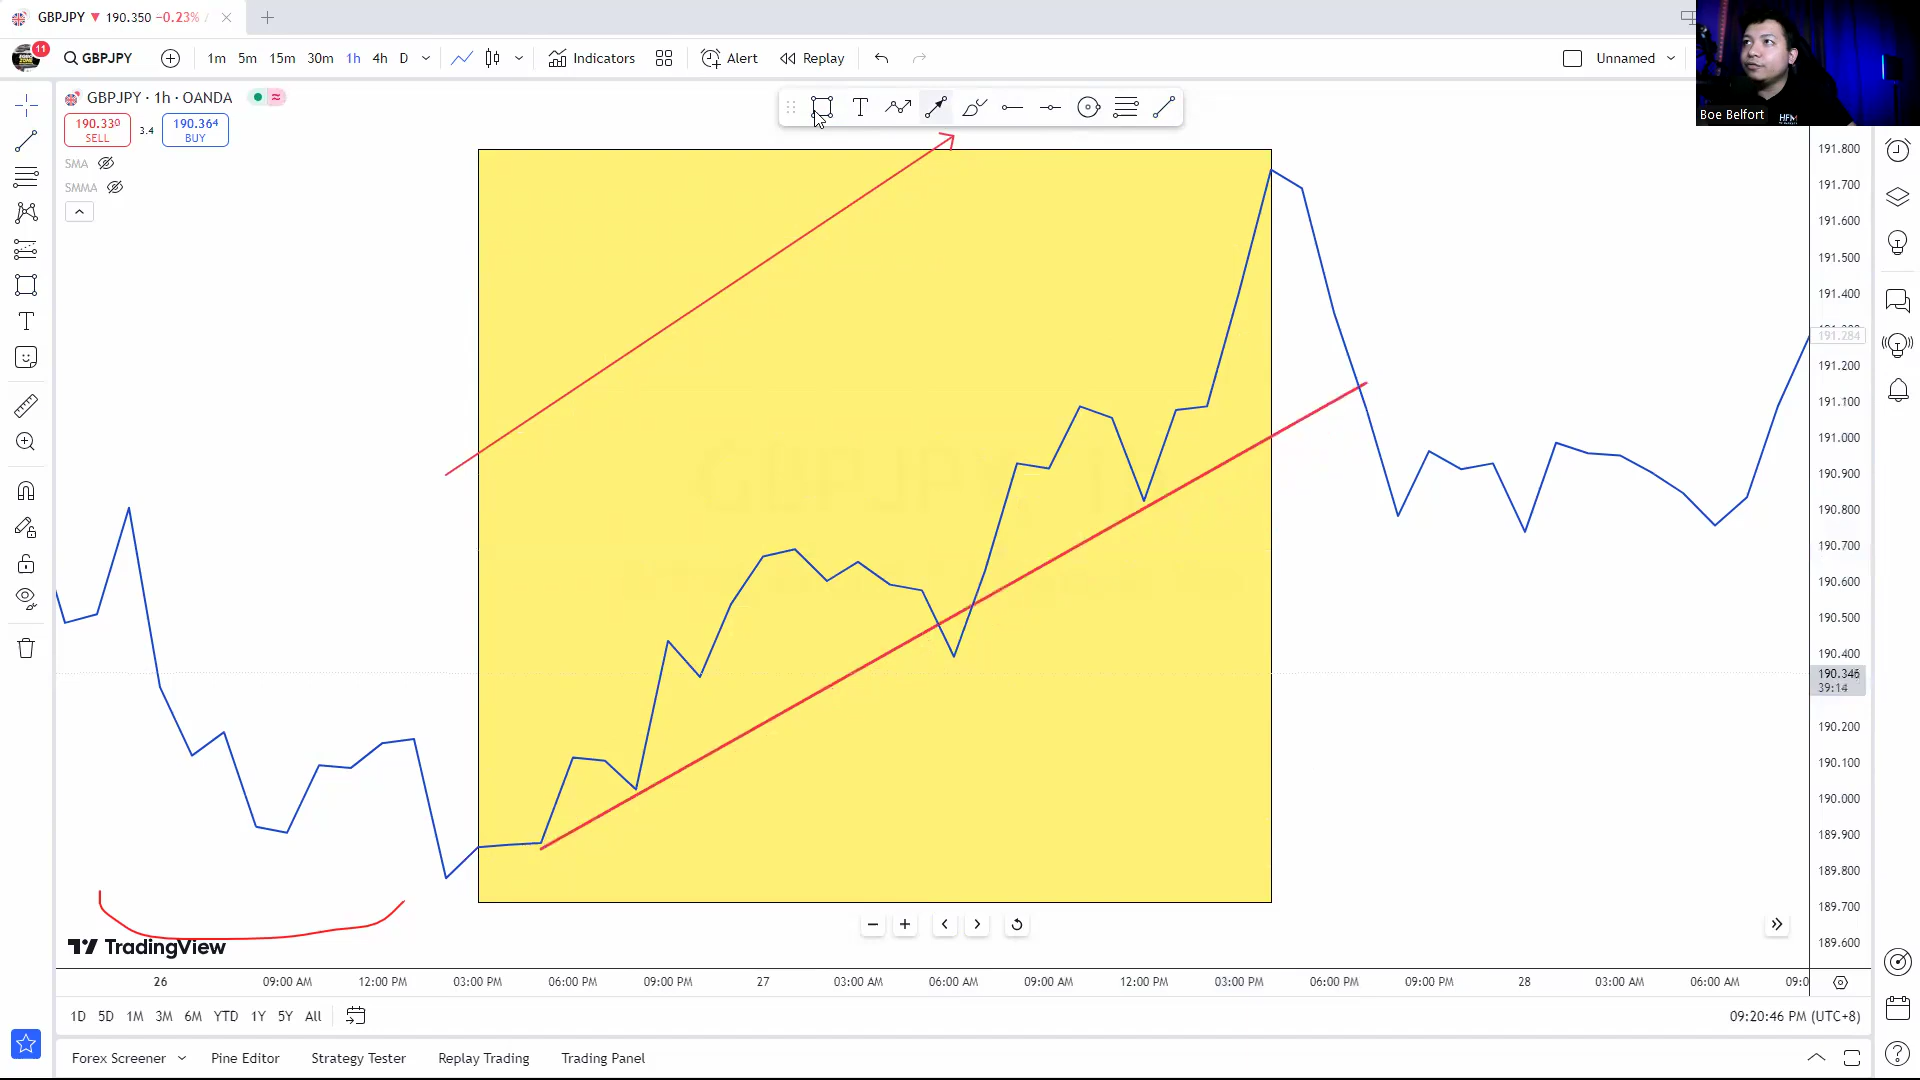 GBPJPY ▼ 190.350 −0.23% /
11
GBPJPY 1m 5m 15m 30m 1h 4h D Indicators Alert Replay Unnamed
Boe Belfort
HFM
GBPJPY · 1h · OANDA
190.330 SELL 3.4 190.364 BUY
SMA
SMMA
T
191.800
191.700
191.600
191.500
191.400
191.284
191.200
191.100
191.000
190.900
190.800
190.700
190.600
190.500
190.400
190.346
39:14
190.200
190.100
190.000
189.900
189.800
189.700
189.600
TradingView
26 09:00 AM 12:00 PM 03:00 PM 06:00 PM 09:00 PM 27 03:00 AM 06:00 AM 09:00 AM 12:00 PM 03:00 PM 06:00 PM 09:00 PM 28 03:00 AM 06:00 AM 09:0
1D 5D 1M 3M 6M YTD 1Y 5Y All 09:20:46 PM (UTC+8)
Forex Screener Pine Editor Strategy Tester Replay Trading Trading Panel